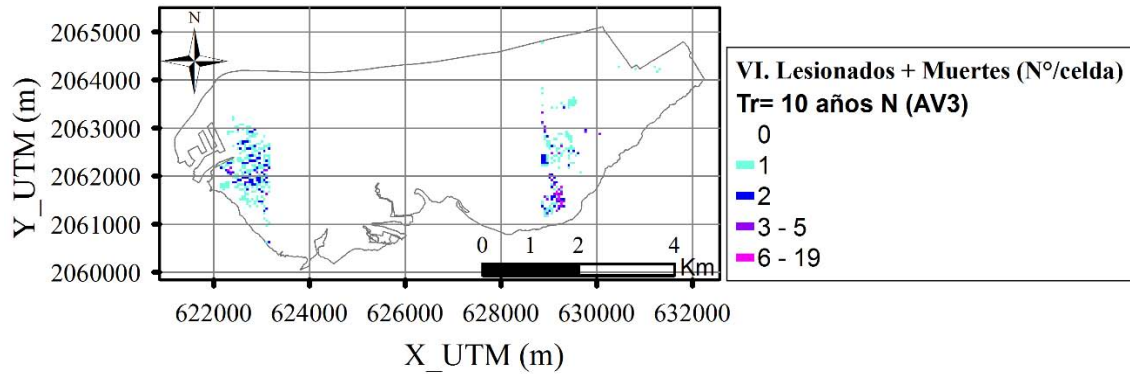 N
2065000
2064000
2063000
2062000
2061000
2060000
Y_UTM (m)
0 1 2 4
Km
622000 624000 626000 628000 630000 632000
X_UTM (m)
VI. Lesionados + Muertes (N°/celda)
Tr= 10 años N (AV3)
0
1
2
3 - 5
6 - 19